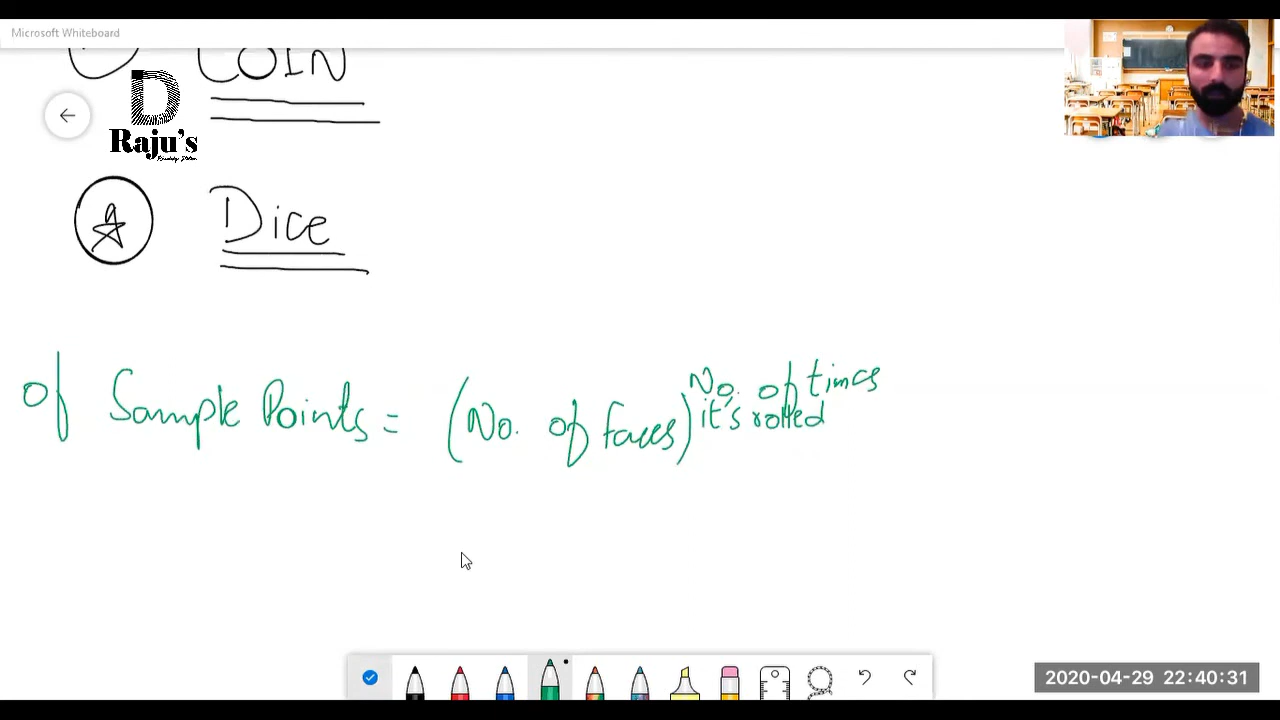 Microsoft Whiteboard
COIN
D
Raju's
Dice
No. of times
of Sample Points = (No. of faces) it's rolled
2020-04-29 22:40:31